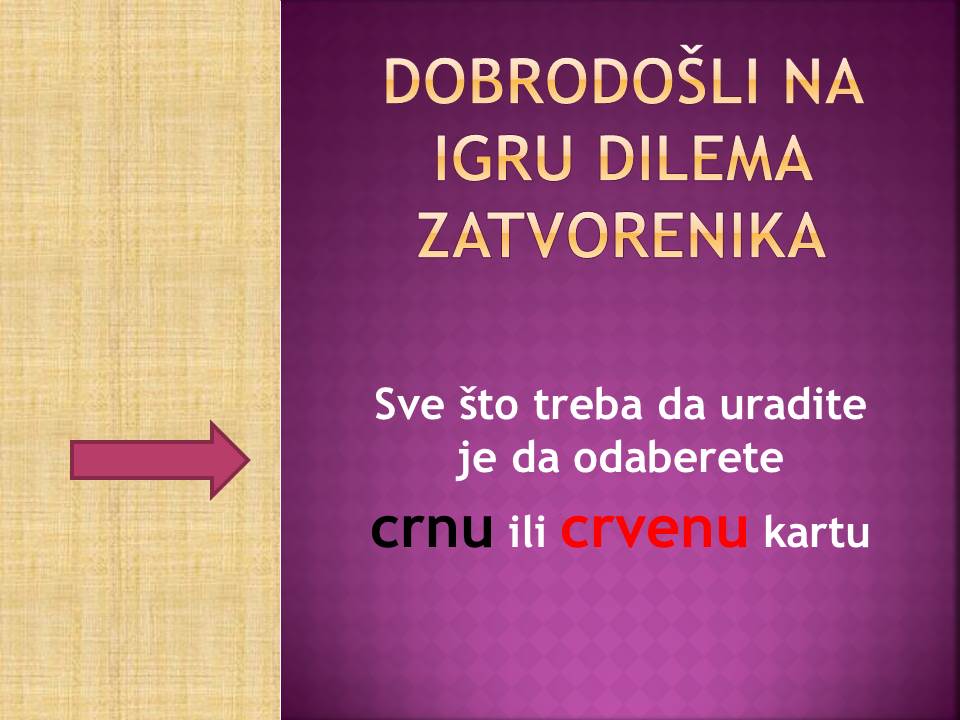 DOBRODOŠLI NA
IGRU DILEMA
ZATVORENIKA
Sve što treba da uradite
je da odaberete
crnu ili crvenu kartu